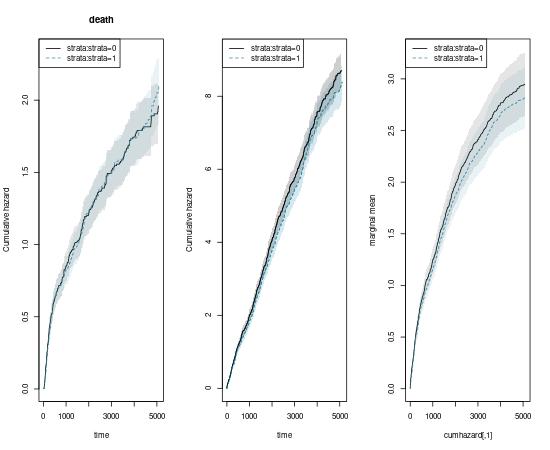 death
strata:strata=0
strata:strata=1
Cumulative hazard
0.0
0.5
1.0
1.5
2.0
0
1000
3000
5000
time
strata:strata=0
strata:strata=1
Cumulative hazard
0
2
4
6
8
0
1000
3000
5000
time
strata:strata=0
strata:strata=1
marginal mean
0.0
0.5
1.0
1.5
2.0
2.5
3.0
0
1000
3000
5000
cumhazard[,1]